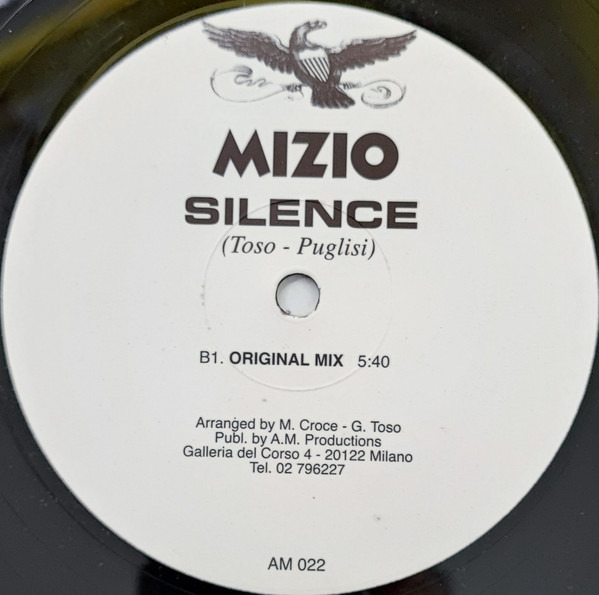 MIZIO
SILENCE
(Toso - Puglisi)
B1. ORIGINAL MIX 5:40
Arranged by M. Croce - G. Toso
Publ. by A.M. Productions
Galleria del Corso 4 - 20122 Milano
Tel. 02 796227
AM 022